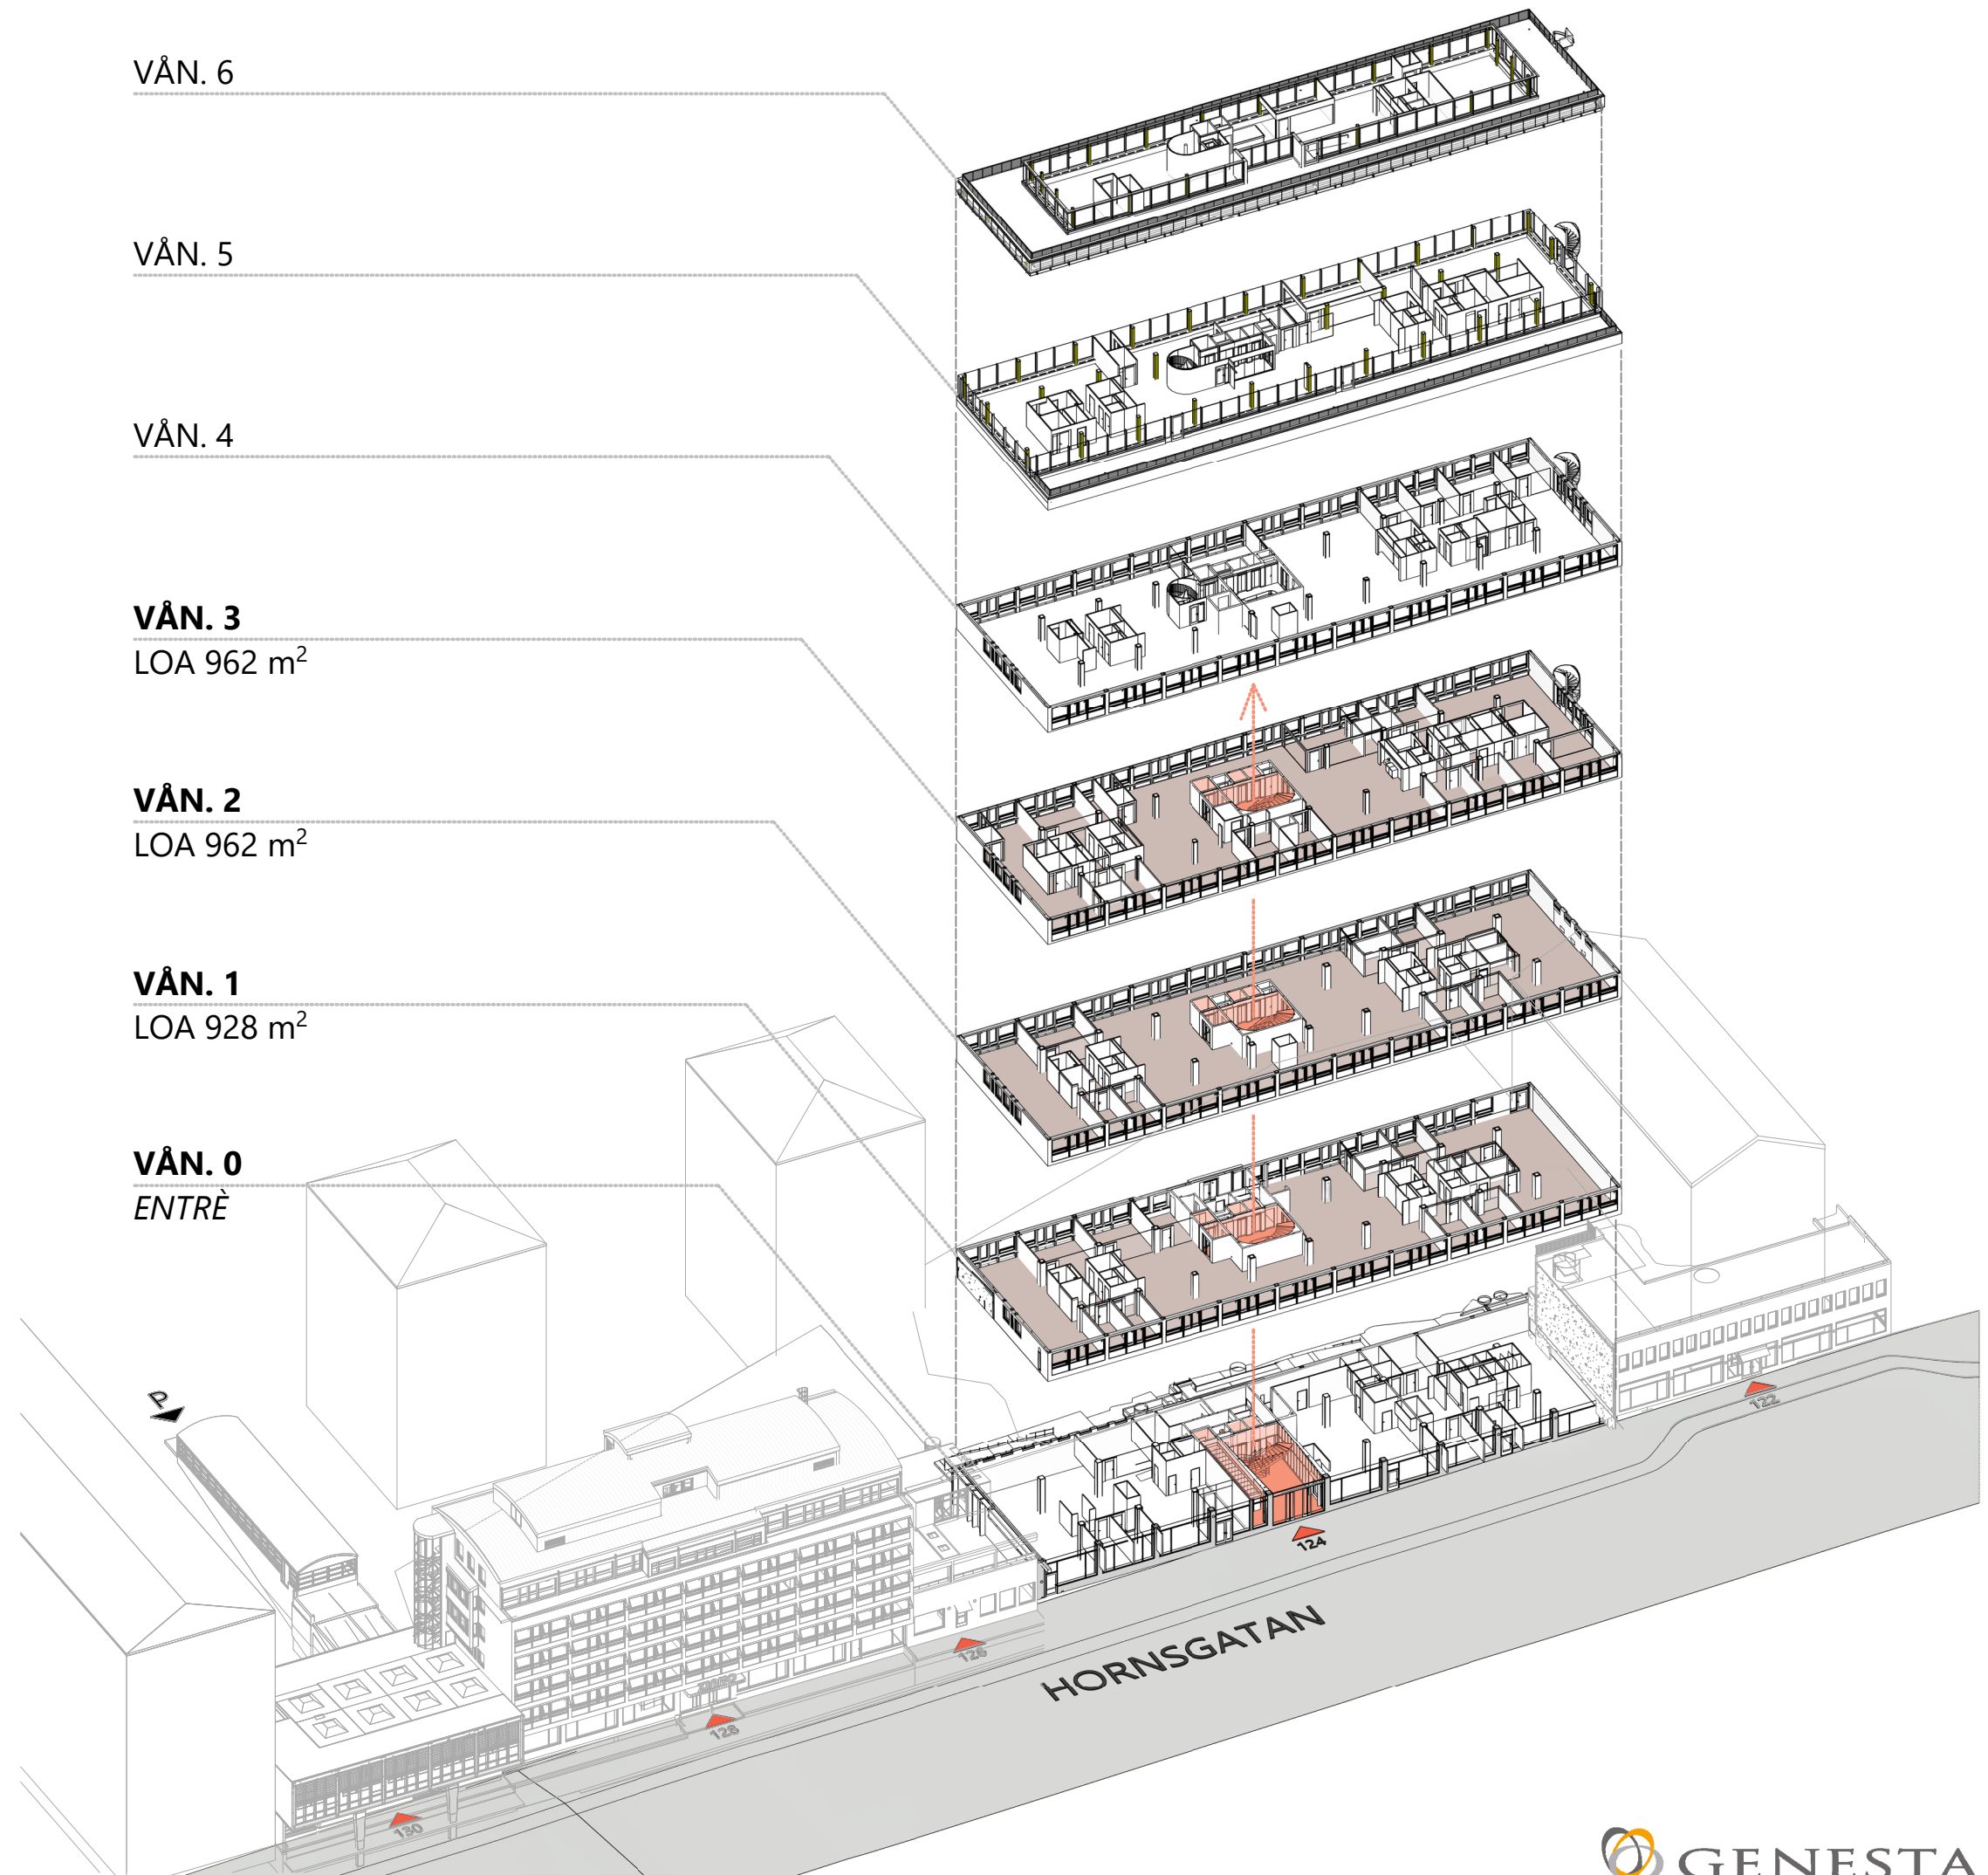 VÅN. 6
VÅN. 5
VÅN. 4
VÅN. 3
LOA 962 m²
VÅN. 2
LOA 962 m²
VÅN. 1
LOA 928 m²
VÅN. 0
ENTRÈ
P
122
124
126
HORNSGATAN
128
130
GENESTA